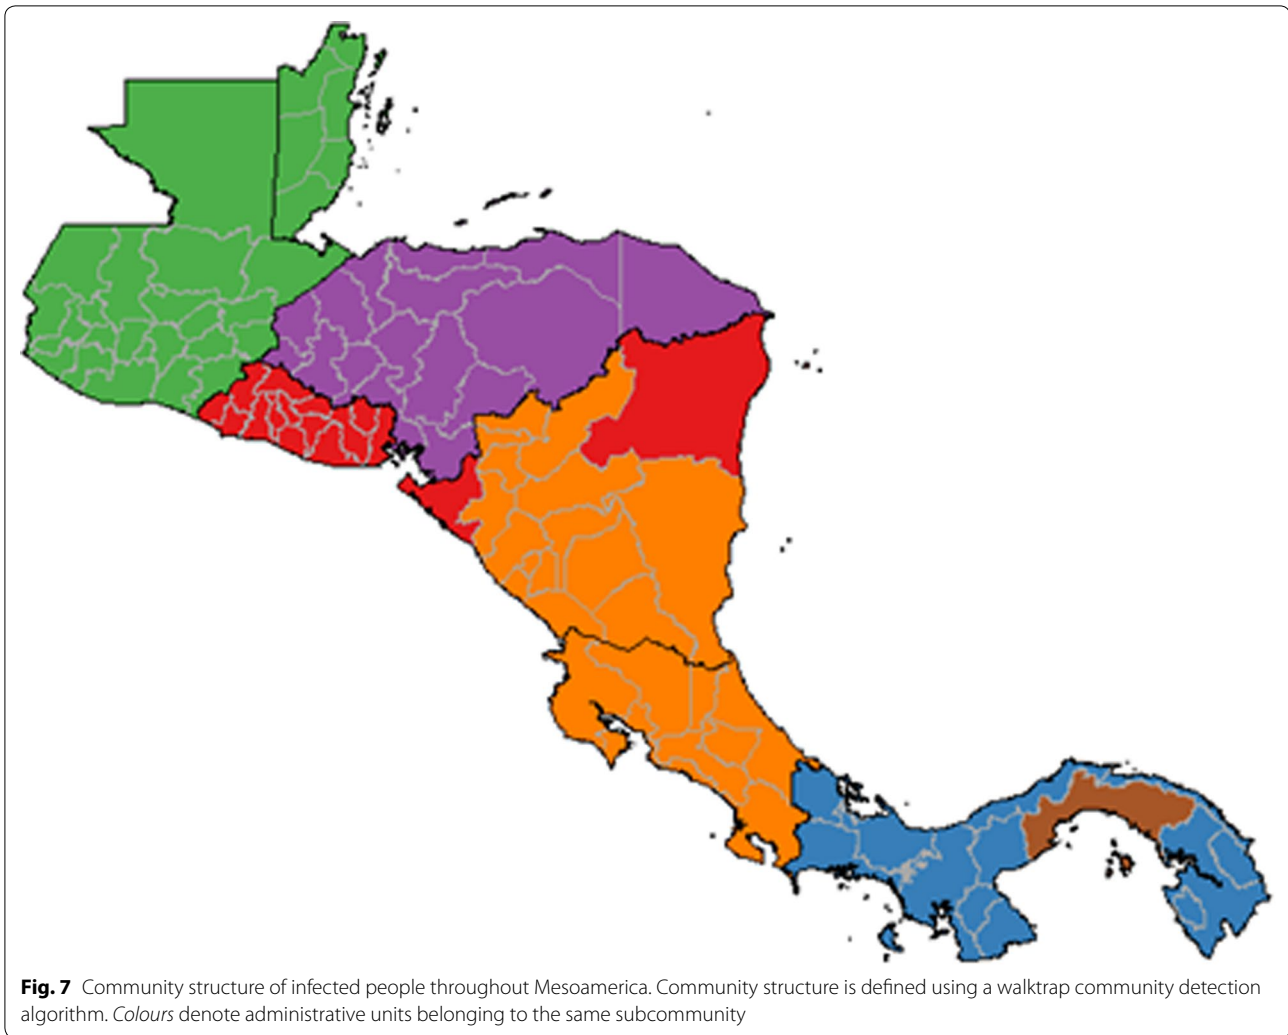 Fig. 7 Community structure of infected people throughout Mesoamerica. Community structure is defined using a walktrap community detection
algorithm. Colours denote administrative units belonging to the same subcommunity